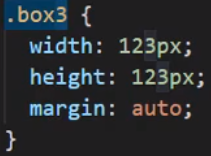 .box3 {
width: 123px;
height: 123px;
margin: auto;
}